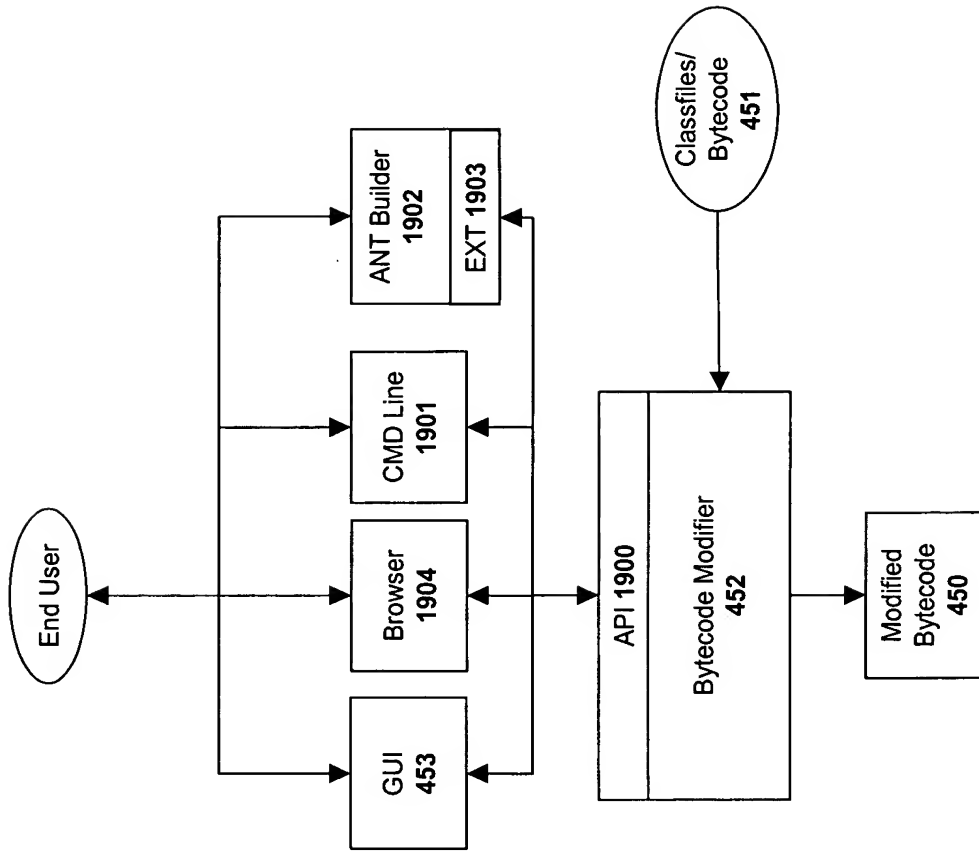 End User
GUI
453
Browser
1904
CMD Line
1901
ANT Builder
1902
EXT 1903
API 1900
Bytecode Modifier
452
Classfiles/
Bytecode
451
Modified
Bytecode
450